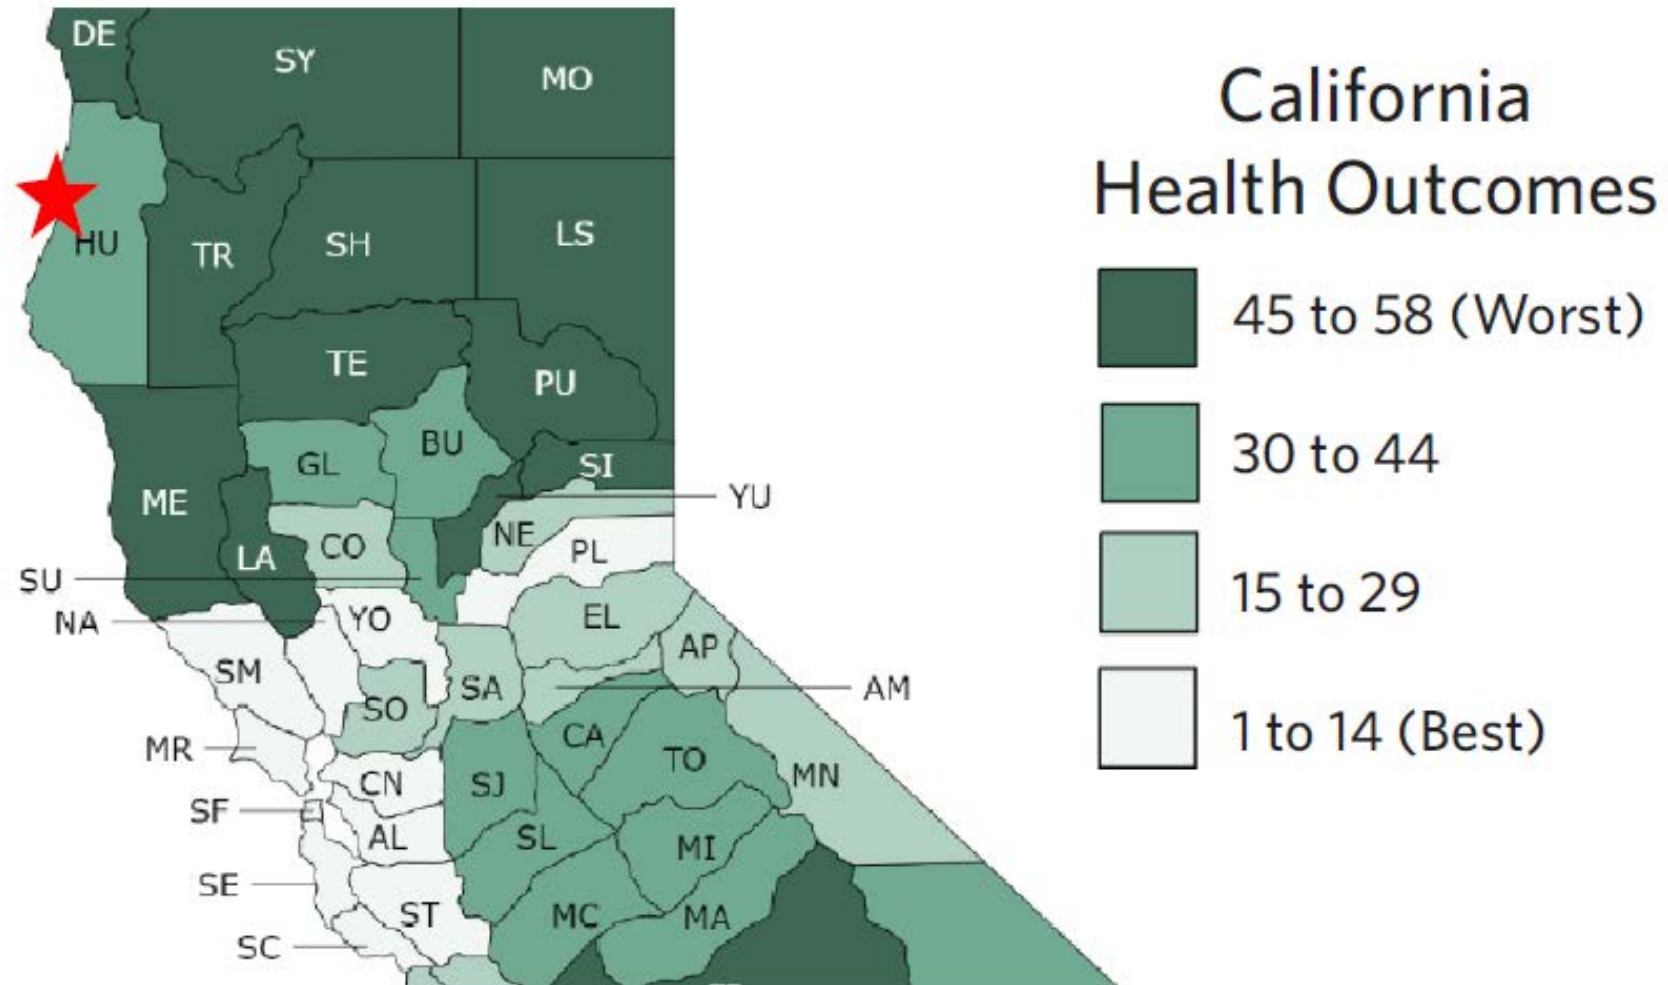 DE
SY
MO
HU
TR
SH
LS
TE
PU
BU
GL
SI
ME
YU
NE
CO
PL
LA
SU
NA
YO
EL
AP
SM
SA
SO
AM
MR
CA
TO
CN
SJ
MN
SF
AL
SL
MI
SE
ST
MC
MA
SC
California
Health Outcomes
45 to 58 (Worst)
30 to 44
15 to 29
1 to 14 (Best)